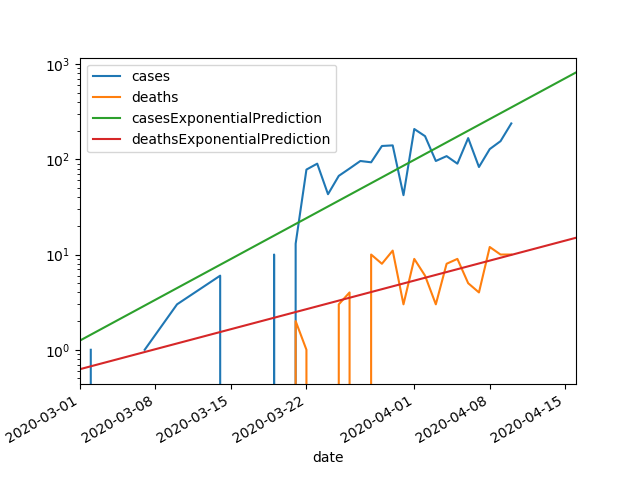 10³
10²
10¹
10⁰
cases
deaths
casesExponentialPrediction
deathsExponentialPrediction
2020-03-01
2020-03-08
2020-03-15
2020-03-22
2020-04-01
2020-04-08
2020-04-15
date